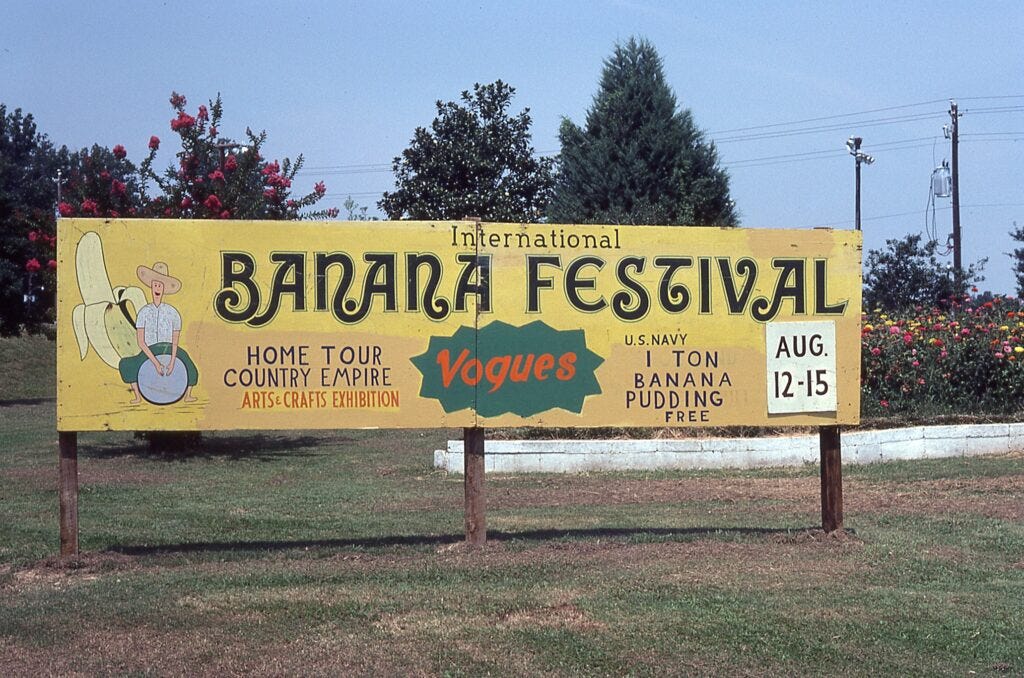 International
BANANA FESTIVAL
HOME TOUR
COUNTRY EMPIRE
ARTS & CRAFTS EXHIBITION
Vogues
U.S. NAVY
1 TON
BANANA
PUDDING
FREE
AUG.
12-15